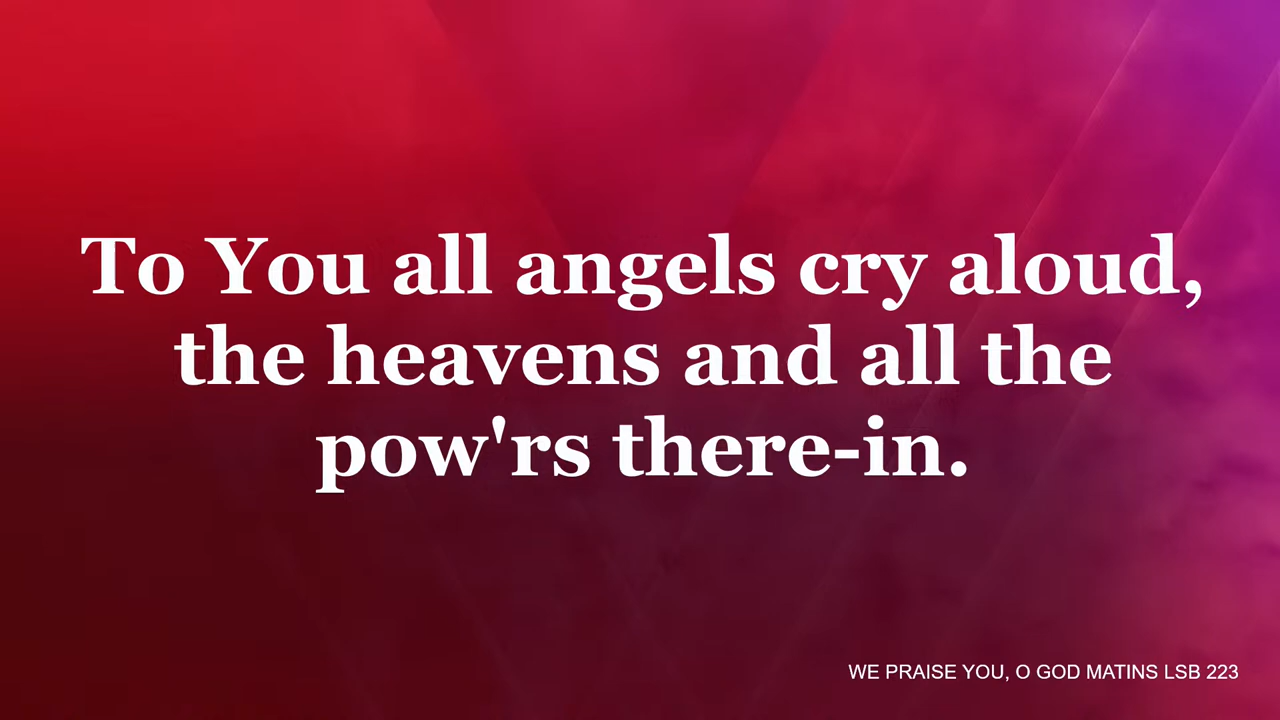 To You all angels cry aloud,
the heavens and all the
pow'rs there-in.
WE PRAISE YOU, O GOD MATINS LSB 223